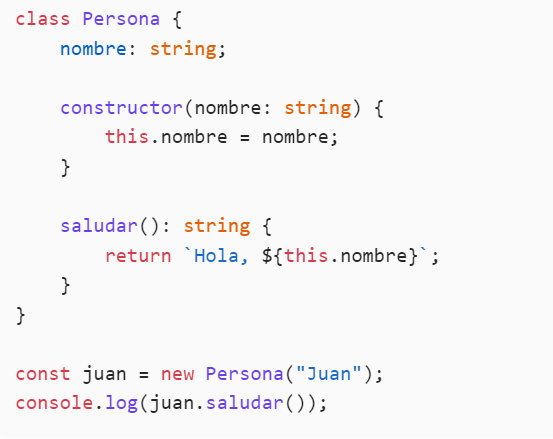 class Persona {
    nombre: string;

    constructor(nombre: string) {
        this.nombre = nombre;
    }

    saludar(): string {
        return `Hola, ${this.nombre}`;
    }
}

const juan = new Persona("Juan");
console.log(juan.saludar());